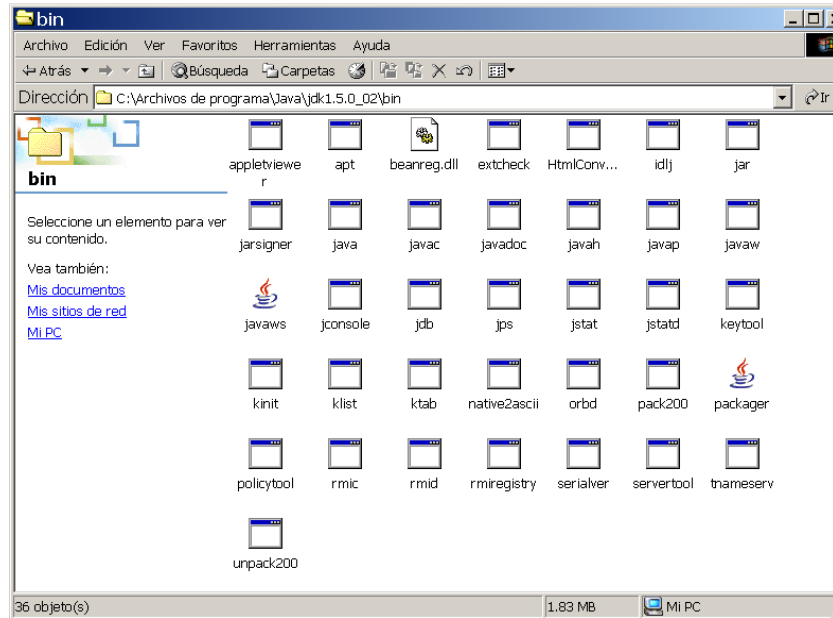 bin
Archivo Edición Ver Favoritos Herramientas Ayuda
Atrás Búsqueda Carpetas
Dirección C:\Archivos de programa\Java\jdk1.5.0_02\bin Ir
bin
Seleccione un elemento para ver
su contenido.
Vea también:
Mis documentos
Mis sitios de red
Mi PC
appletviewe
r
apt beanreg.dll extcheck HtmlConv... idlj jar
jarsigner java javac javadoc javah javap javaw
javaws jconsole jdb jps jstat jstatd keytool
kinit klist ktab native2ascii orbd pack200 packager
policytool rmic rmid rmiregistry serialver servertool tnameserv
unpack200
36 objeto(s) 1.83 MB Mi PC